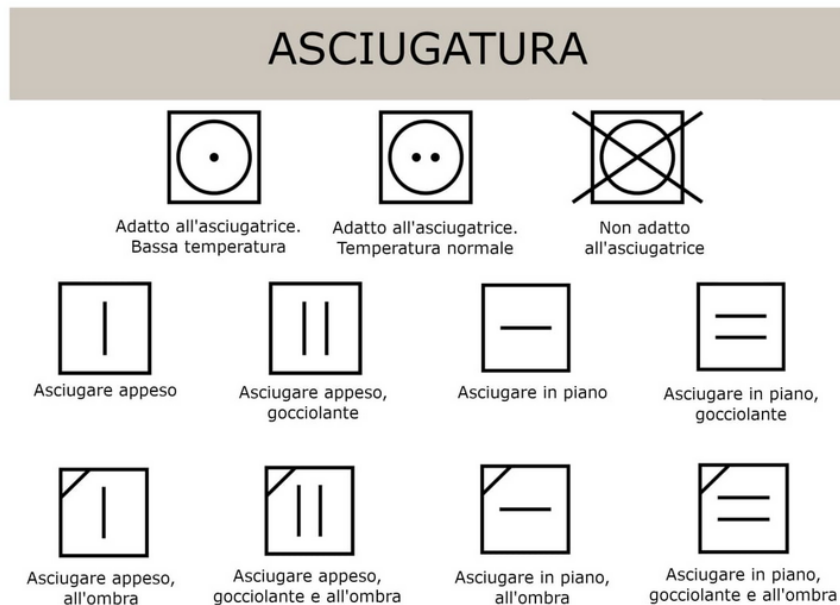 ASCIUGATURA
Adatto all'asciugatrice.
Bassa temperatura
Adatto all'asciugatrice.
Temperatura normale
Non adatto
all'asciugatrice
Asciugare appeso
Asciugare appeso,
gocciolante
Asciugare in piano
Asciugare in piano,
gocciolante
Asciugare appeso,
all'ombra
Asciugare appeso,
gocciolante e all'ombra
Asciugare in piano,
all'ombra
Asciugare in piano,
gocciolante e all'ombra